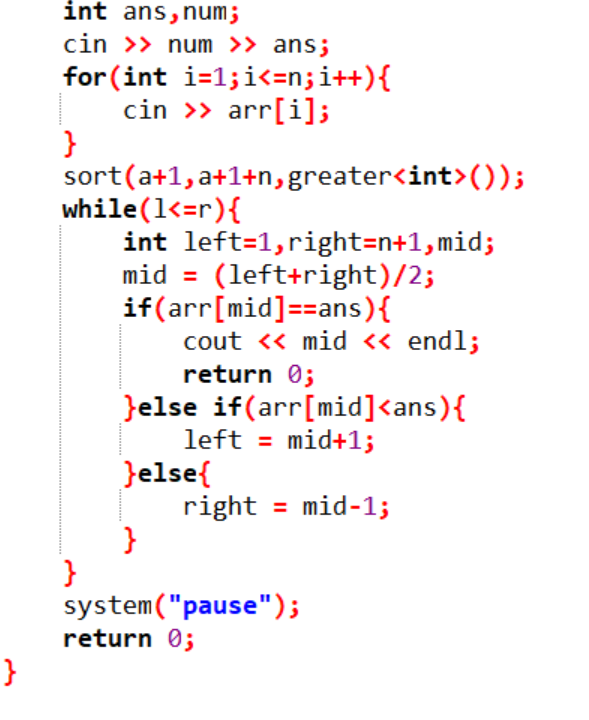 int ans,num;
cin >> num >> ans;
for(int i=1;i<=n;i++){
cin >> arr[i];
}
sort(a+1,a+1+n,greater<int>());
while(l<=r){
int left=1,right=n+1,mid;
mid = (left+right)/2;
if(arr[mid]==ans){
cout << mid << endl;
return 0;
}else if(arr[mid]<ans){
left = mid+1;
}else{
right = mid-1;
}
}
system("pause");
return 0;
}